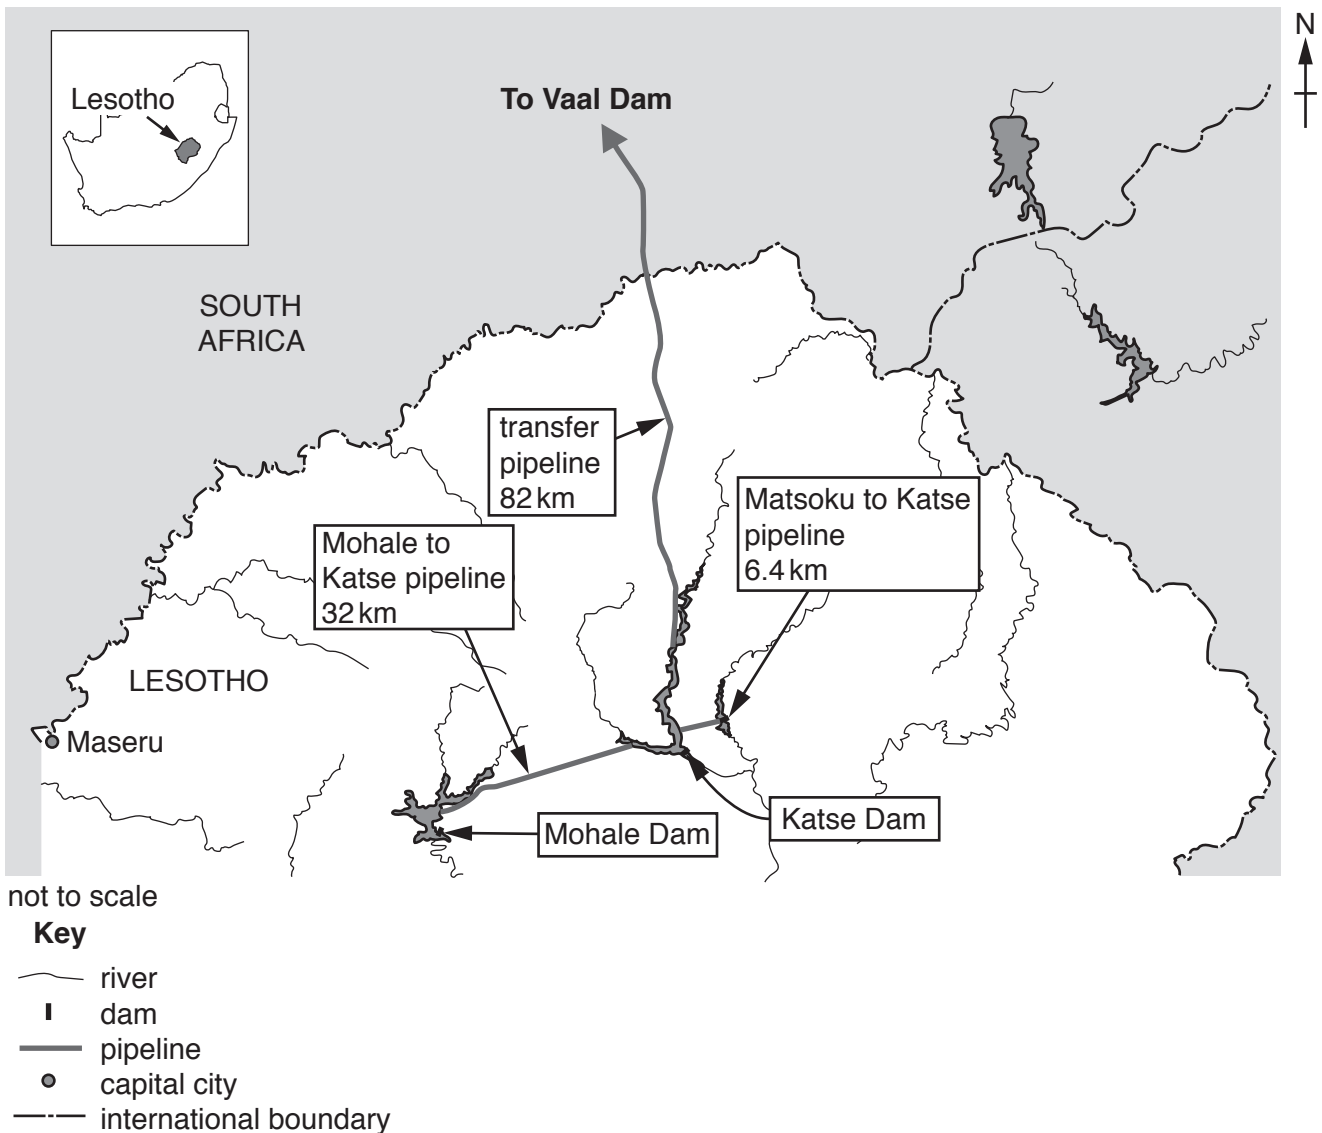 N
Lesotho
To Vaal Dam
SOUTH
AFRICA
transfer
pipeline
82 km
Matsoku to Katse
pipeline
6.4 km
Mohale to
Katse pipeline
32 km
LESOTHO
Maseru
Katse Dam
Mohale Dam
not to scale
Key
river
dam
pipeline
capital city
international boundary